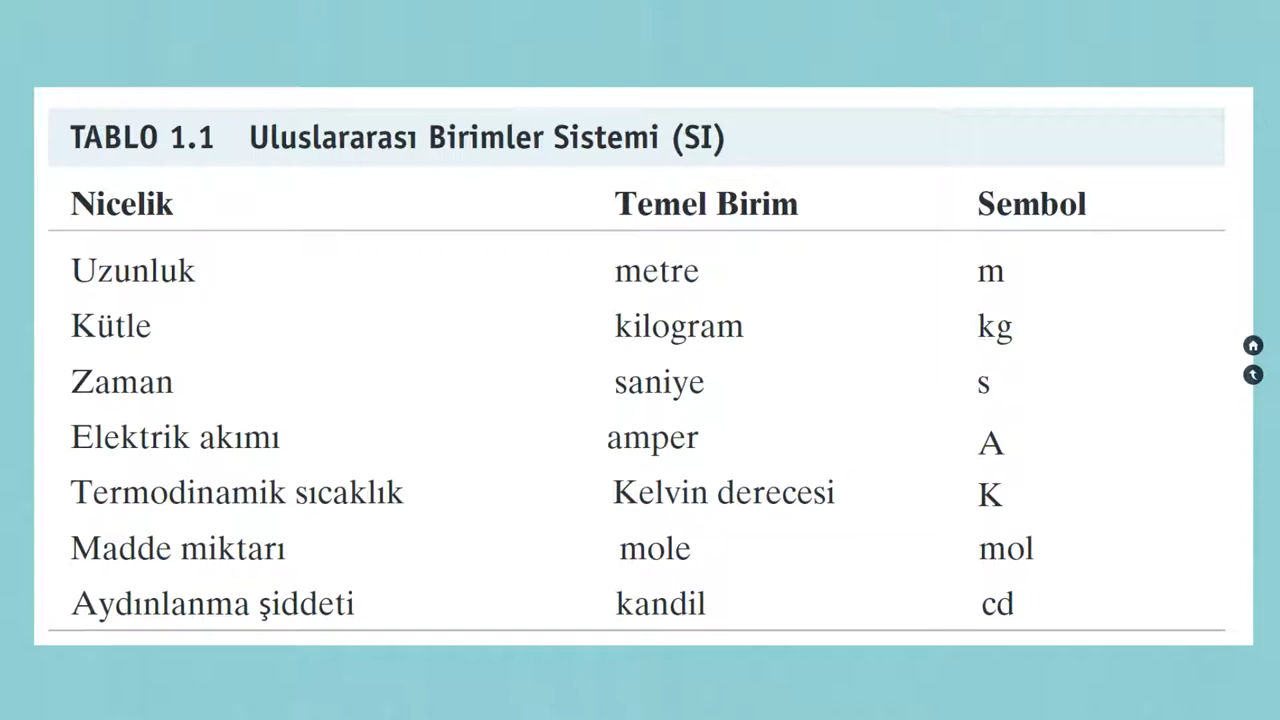 TABLO 1.1 Uluslararası Birimler Sistemi (SI)
Nicelik Temel Birim Sembol
Uzunluk metre m
Kütle kilogram kg
Zaman saniye s
Elektrik akımı amper A
Termodinamik sıcaklık Kelvin derecesi K
Madde miktarı mole mol
Aydınlanma şiddeti kandil cd